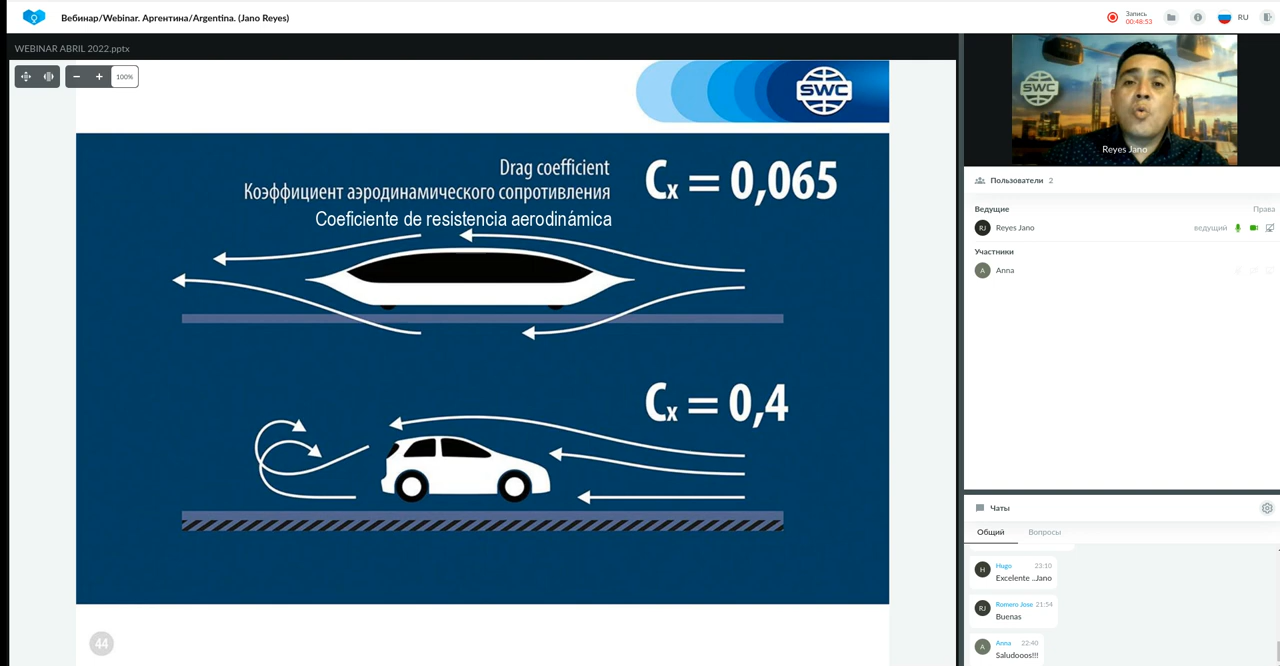 Вебинар/Webinar. Аргентина/Argentina. (Jano Reyes)
Запись
00:48:53
RU
WEBINAR ABRIL 2022.pptx
100%
SWC
Drag coefficient
Коэффициент аэродинамического сопротивления
Coeficiente de resistencia aerodinámica
Cx = 0,065
Cx = 0,4
44
SWC
Reyes Jano
Пользователи 2
Ведущие Права
RJ Reyes Jano ведущий
Участники
A Anna
Чаты
Общий Вопросы
H Hugo 23:10
Excelente ..Jano
RJ Romero Jose 21:54
Buenas
A Anna 22:40
Saludooos!!!